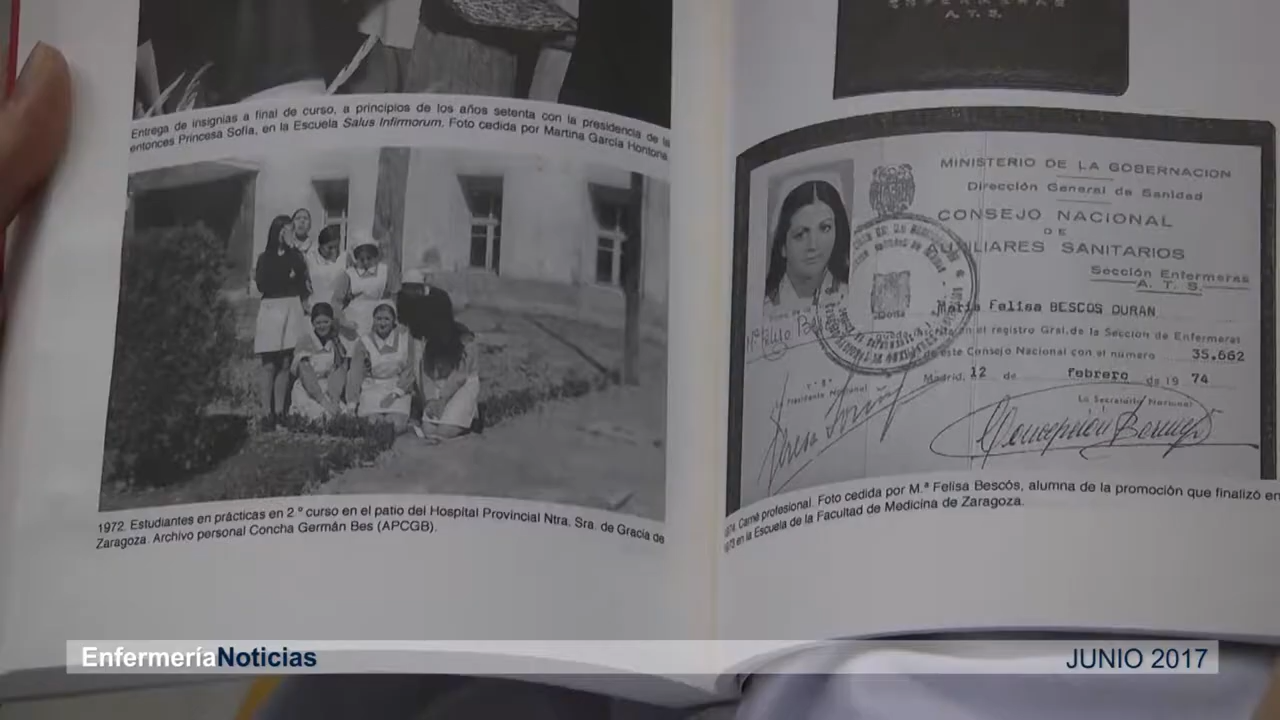 Entrega de insignias a final de curso, a principios de los años setenta con la presidencia de la
entonces Princesa Sofía, en la Escuela Salus Infirmorum. Foto cedida por Martina García Hontoria
1972. Estudiantes en prácticas en 2 º curso en el patio del Hospital Provincial Ntra. Sra. de Gracia de
Zaragoza. Archivo personal Concha Germán Bes (APCGB).
A.T.S.
MINISTERIO DE LA GOBERNACION
Dirección General de Sanidad
CONSEJO NACIONAL
DE
AUXILIARES SANITARIOS
Sección Enfermeras
A. T. S.
Doña María Felisa BESCOS DURAN
en el registro Gral. de la Sección de Enfermeras
de este Consejo Nacional con el número 35.662
Madrid, 12 de febrero de 19 74
La Secretario Nacional
Presidente Nacional
Carné profesional. Foto cedida por M.ª Felisa Bescós, alumna de la promoción que finalizó en
1973 en la Escuela de la Facultad de Medicina de Zaragoza.
EnfermeríaNoticias
JUNIO 2017